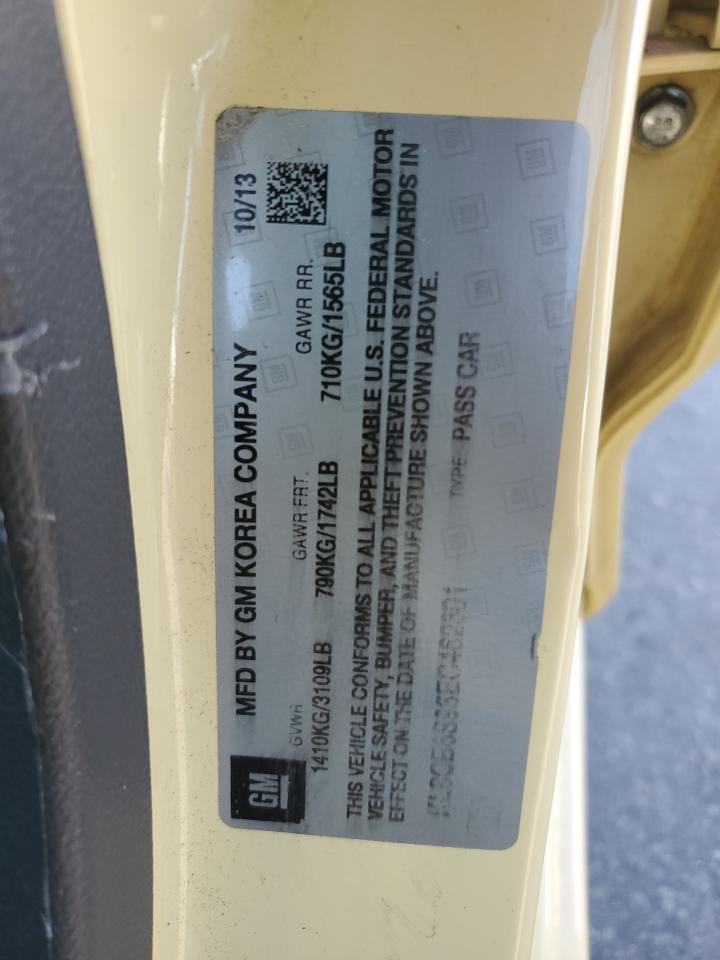 MFD BY GM KOREA COMPANY 10/13
GM
GVWR GAWR FRT. GAWR RR.
1410KG/3109LB 790KG/1742LB 710KG/1565LB
THIS VEHICLE CONFORMS TO ALL APPLICABLE U.S. FEDERAL MOTOR
VEHICLE SAFETY, BUMPER, AND THEFT PREVENTION STANDARDS IN
EFFECT ON THE DATE OF MANUFACTURE SHOWN ABOVE.
TYPE: PASS CAR